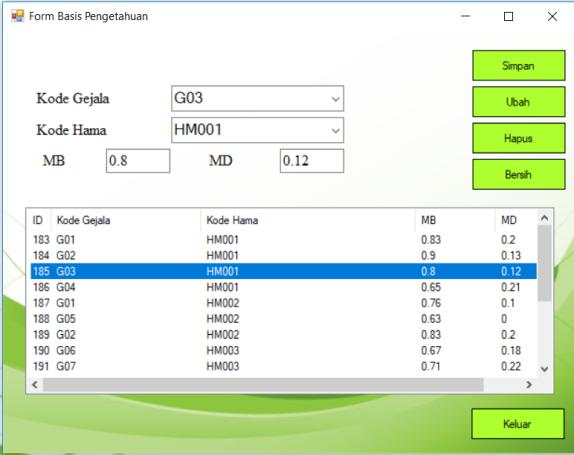 Form Basis Pengetahuan
Simpan
Kode Gejala G03
Ubah
Kode Hama HM001
Hapus
MB 0.8 MD 0.12
Bersih
ID Kode Gejala Kode Hama MB MD
183 G01 HM001 0.83 0.2
184 G02 HM001 0.9 0.13
185 G03 HM001 0.8 0.12
186 G04 HM001 0.65 0.21
187 G01 HM002 0.76 0.1
188 G05 HM002 0.63 0
189 G02 HM002 0.83 0.2
190 G06 HM003 0.67 0.18
191 G07 HM003 0.71 0.22
Keluar